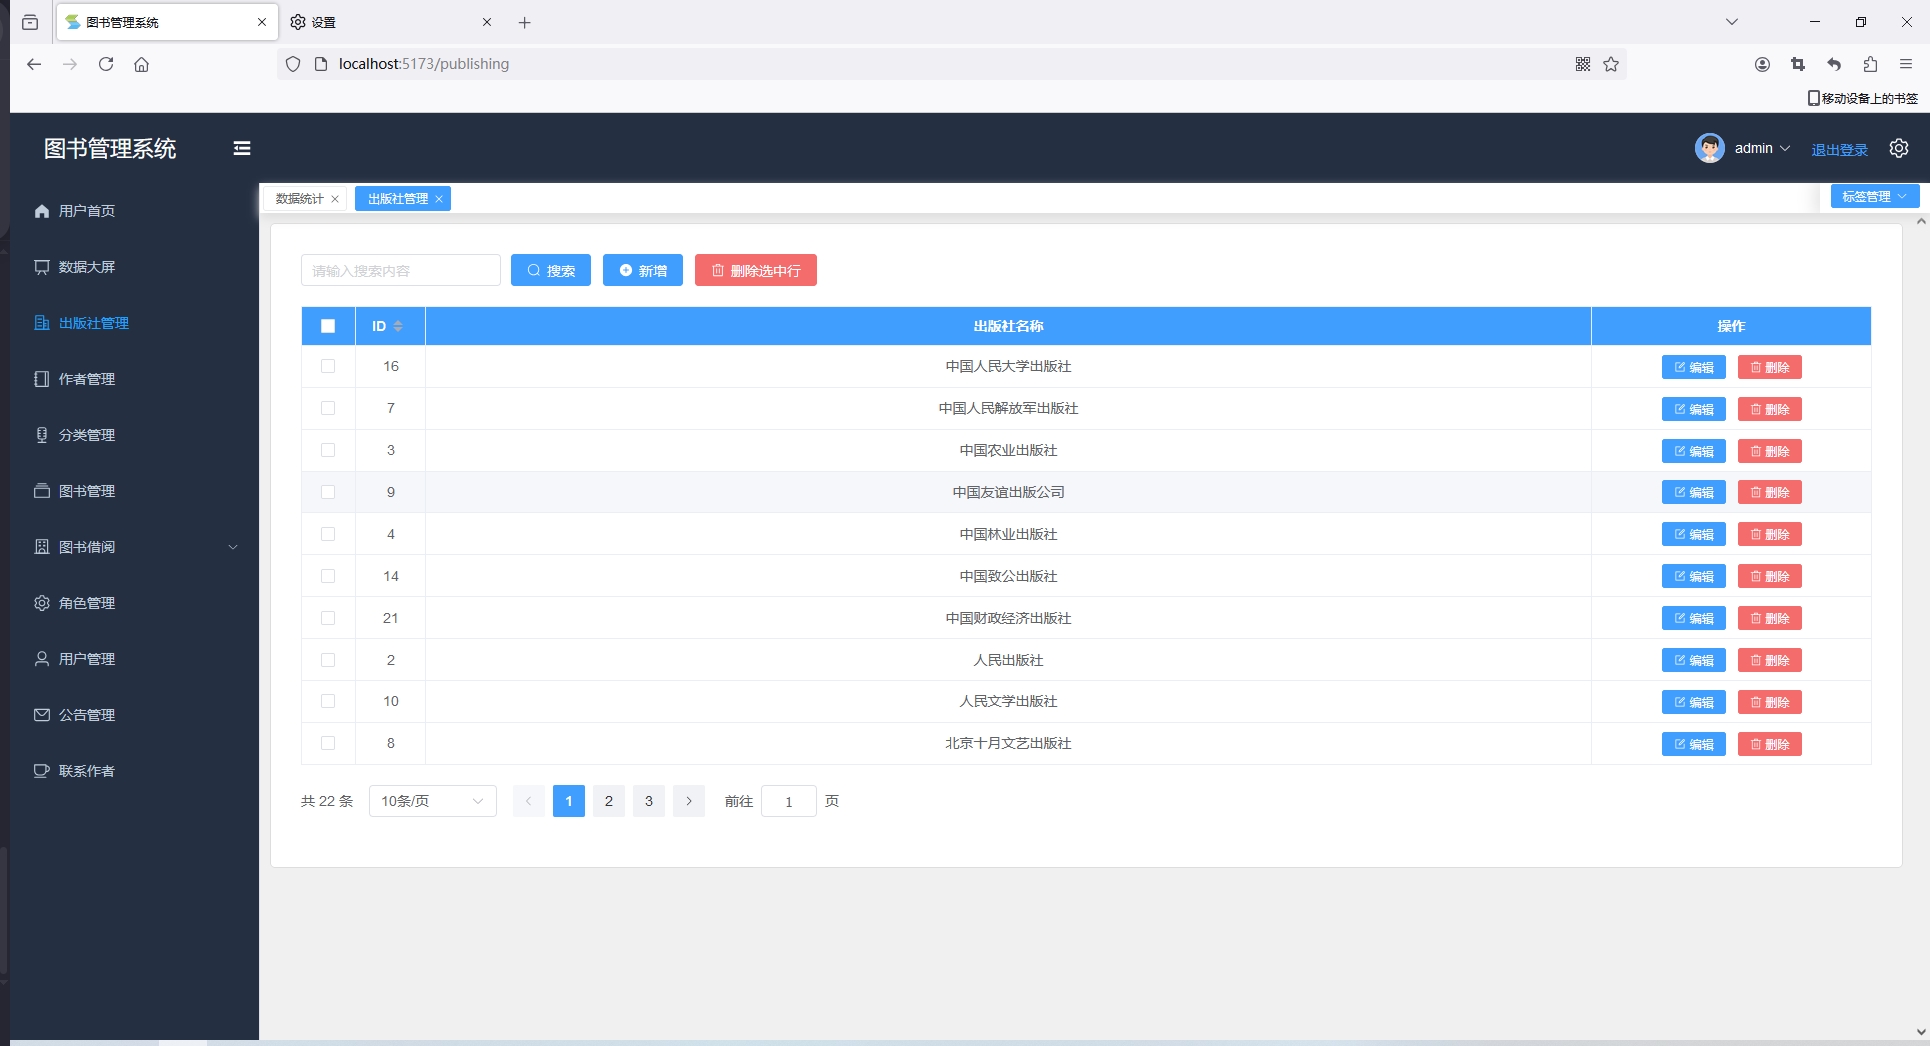 图书管理系统
设置
localhost:5173/publishing
移动设备上的书签
图书管理系统
admin
退出登录
用户首页
数据大屏
出版社管理
作者管理
分类管理
图书管理
图书借阅
角色管理
用户管理
公告管理
联系作者
数据统计
出版社管理
标签管理
请输入搜索内容
搜索
新增
删除选中行
ID 出版社名称 操作
16 中国人民大学出版社 编辑 删除
7 中国人民解放军出版社 编辑 删除
3 中国农业出版社 编辑 删除
9 中国友谊出版公司 编辑 删除
4 中国林业出版社 编辑 删除
14 中国致公出版社 编辑 删除
21 中国财政经济出版社 编辑 删除
2 人民出版社 编辑 删除
10 人民文学出版社 编辑 删除
8 北京十月文艺出版社 编辑 删除
共 22 条 10条/页 1 2 3 前往 1 页